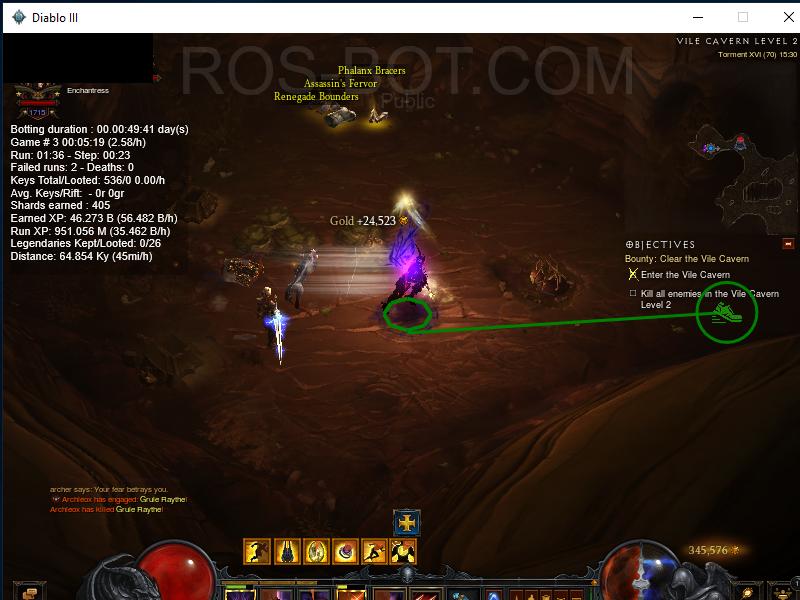 Diablo III
ROS-BOT.COM
Public
VILE CAVERN LEVEL 2
Torment XVI (70) 15:30
Phalanx Bracers
Assassin's Fervor
Renegade Bounders
Enchantress
1715
Botting duration : 00.00:49:41 day(s)
Game # 3 00:05:19 (2.58/h)
Run: 01:36 - Step: 00:23
Failed runs: 2 - Deaths: 0
Keys Total/Looted: 536/0 0.00/h
Avg. Keys/Rift: - 0r 0gr
Shards earned : 405
Earned XP: 46.273 B (56.482 B/h)
Run XP: 951.056 M (35.462 B/h)
Legendaries Kept/Looted: 0/26
Distance: 64.854 Ky (45mi/h)
Gold +24,523
OBJECTIVES
Bounty: Clear the Vile Cavern
Enter the Vile Cavern
Kill all enemies in the Vile Cavern
Level 2
archer says: Your fear betrays you.
Archleox has engaged: Grule Raythe!
Archleox has killed Grule Raythe!
345,576